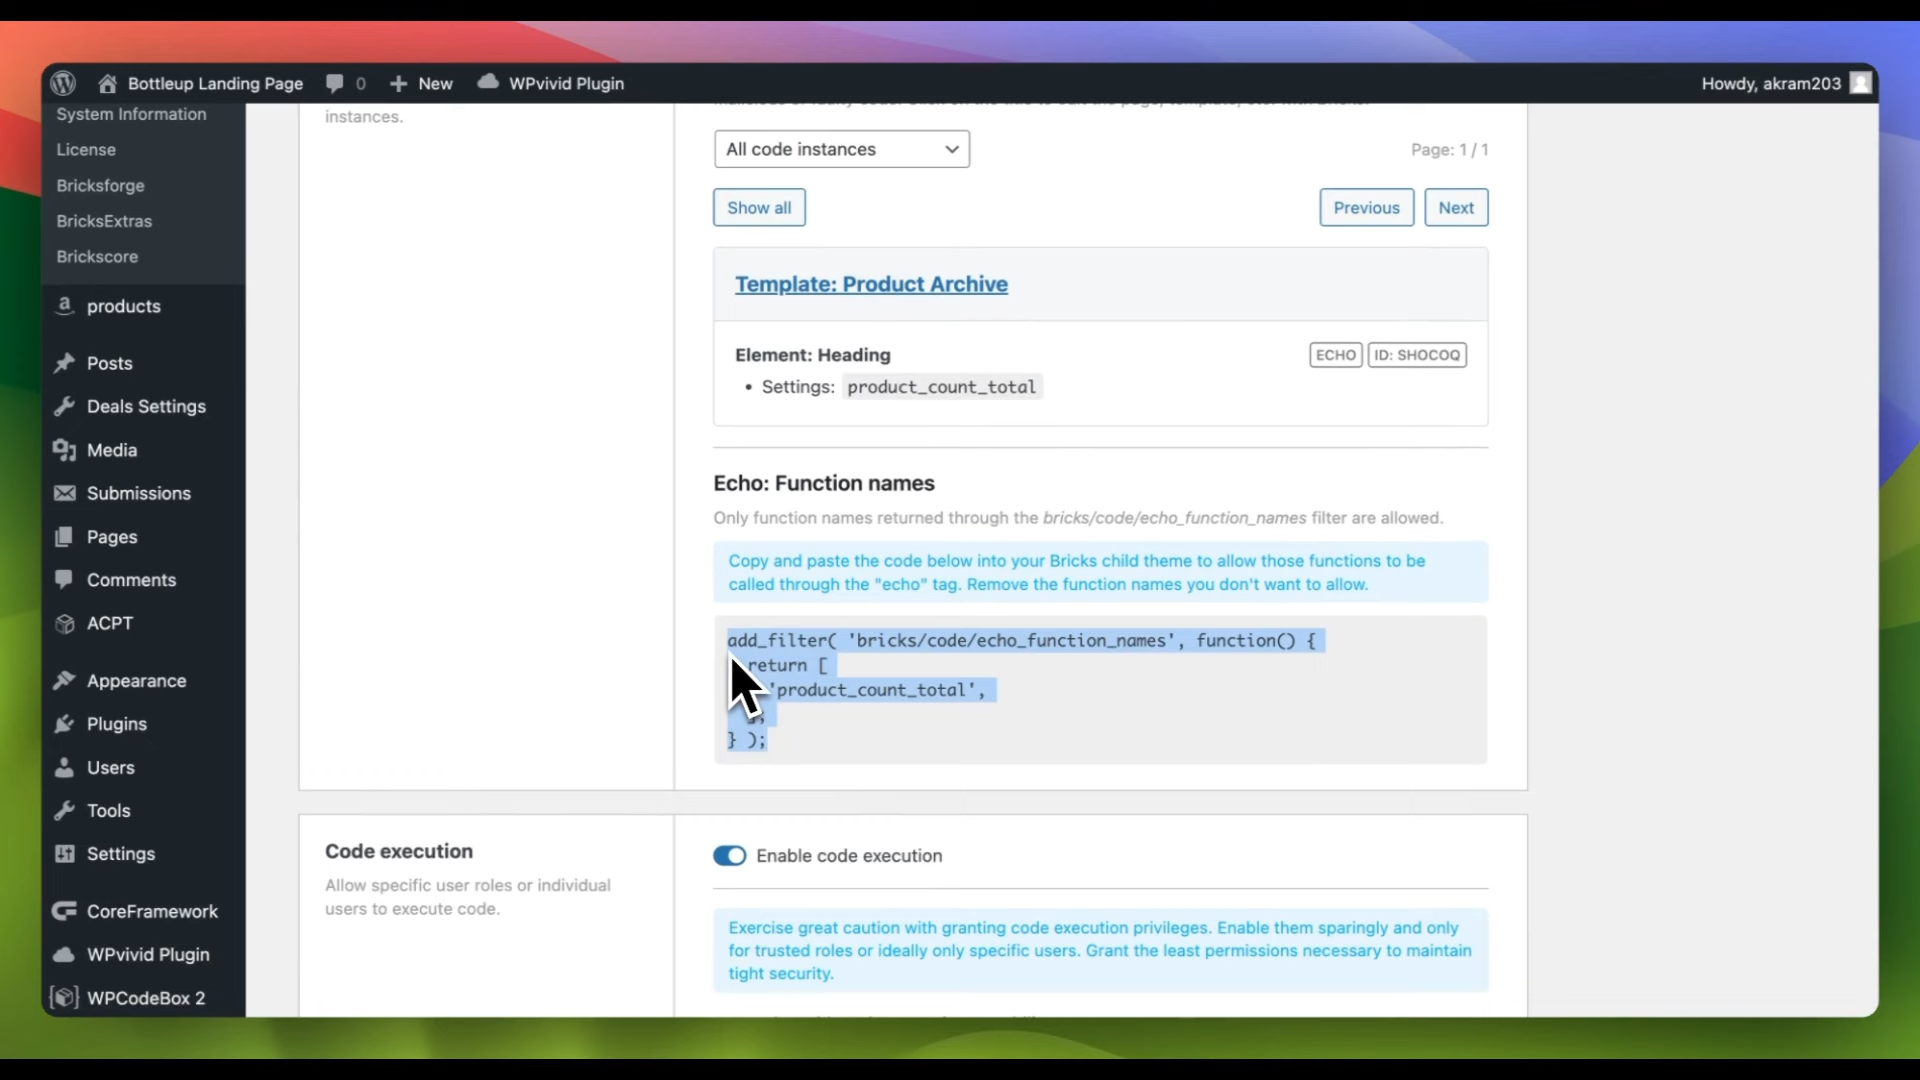 Bottleup Landing Page 0 New WPvivid Plugin Howdy, akram203
System Information
License
Bricksforge
BricksExtras
Brickscore
products
Posts
Deals Settings
Media
Submissions
Pages
Comments
ACPT
Appearance
Plugins
Users
Tools
Settings
CoreFramework
WPvivid Plugin
WPCodeBox 2
instances.
All code instances
Page: 1 / 1
Show all
Previous
Next
Template: Product Archive
Element: Heading
ECHO
ID: SHOCOQ
• Settings: product_count_total
Echo: Function names
Only function names returned through the bricks/code/echo_function_names filter are allowed.
Copy and paste the code below into your Bricks child theme to allow those functions to be
called through the "echo" tag. Remove the function names you don't want to allow.
add_filter( 'bricks/code/echo_function_names', function() {
return [
'product_count_total',
];
} );
Code execution
Allow specific user roles or individual
users to execute code.
Enable code execution
Exercise great caution with granting code execution privileges. Enable them sparingly and only
for trusted roles or ideally only specific users. Grant the least permissions necessary to maintain
tight security.